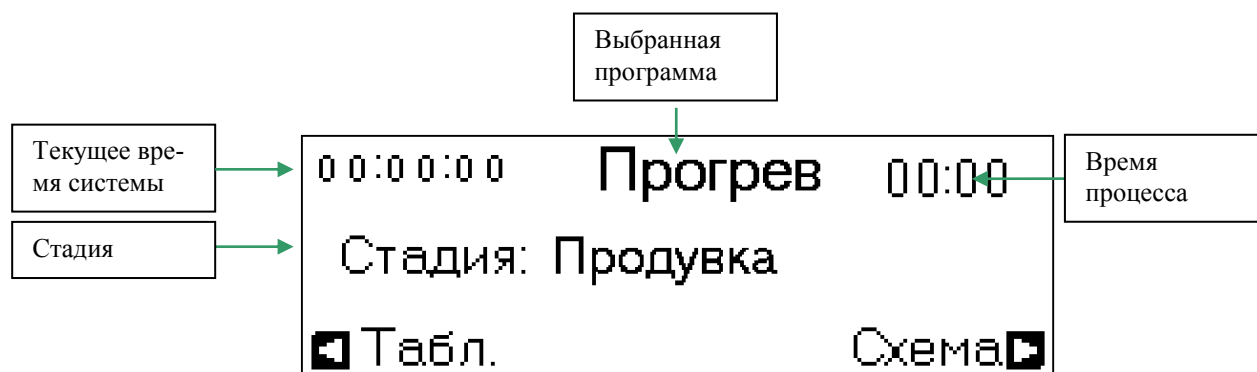 Выбранная
программа
Текущее вре-
мя системы
00:00:00
Прогрев
00:00
Время
процесса
Стадия
Стадия: Продувка
Табл.
Схема